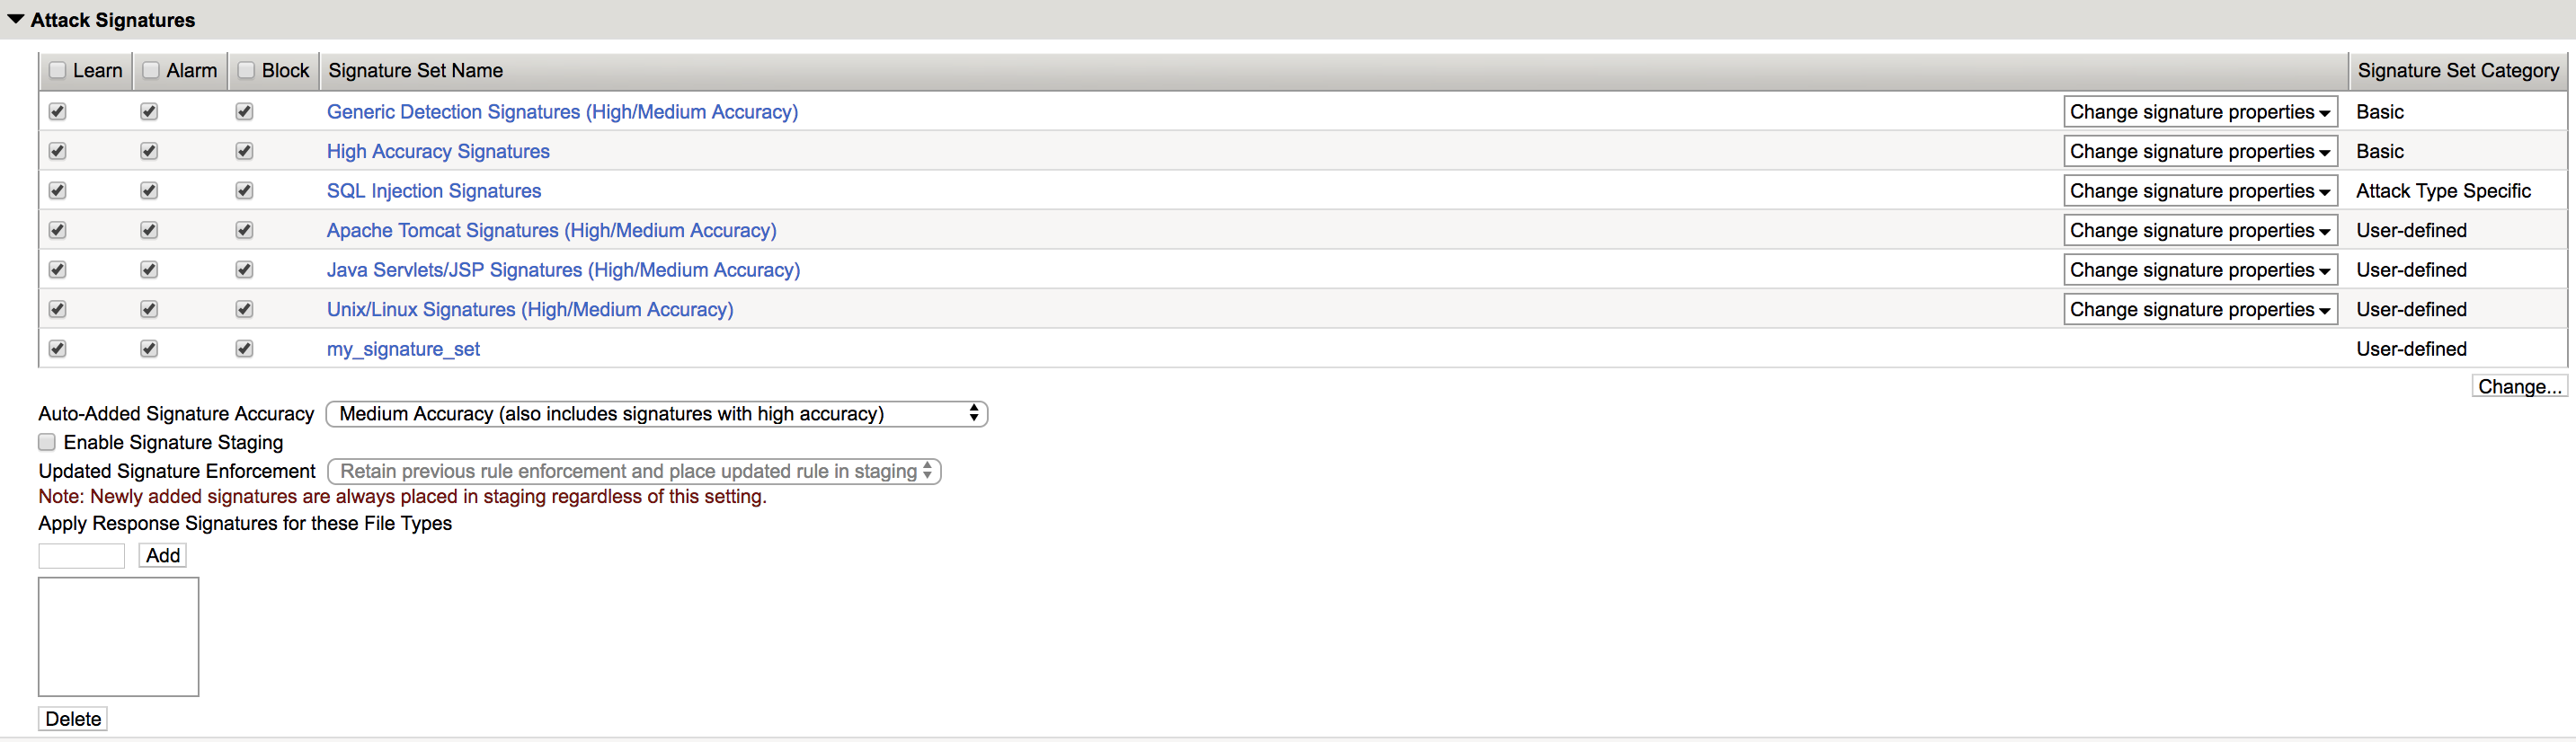 Attack Signatures
Learn Alarm Block Signature Set Name Signature Set Category
Generic Detection Signatures (High/Medium Accuracy) Change signature properties Basic
High Accuracy Signatures Change signature properties Basic
SQL Injection Signatures Change signature properties Attack Type Specific
Apache Tomcat Signatures (High/Medium Accuracy) Change signature properties User-defined
Java Servlets/JSP Signatures (High/Medium Accuracy) Change signature properties User-defined
Unix/Linux Signatures (High/Medium Accuracy) Change signature properties User-defined
my_signature_set User-defined
Change...
Auto-Added Signature Accuracy Medium Accuracy (also includes signatures with high accuracy)
Enable Signature Staging
Updated Signature Enforcement Retain previous rule enforcement and place updated rule in staging
Note: Newly added signatures are always placed in staging regardless of this setting.
Apply Response Signatures for these File Types
Add
Delete